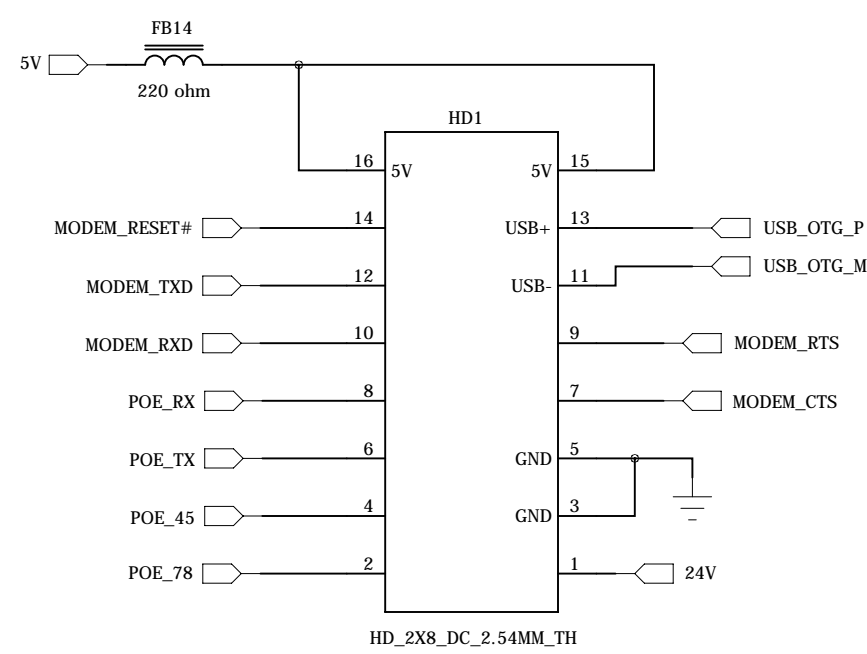 FB14
5V
220 ohm
HD1
16 5V 5V 15
MODEM_RESET# 14 USB+ 13 USB_OTG_P
USB_OTG_M
MODEM_TXD 12 USB- 11
MODEM_RXD 10 9 MODEM_RTS
POE_RX 8 7 MODEM_CTS
POE_TX 6 GND 5
POE_45 4 GND 3
POE_78 2 1 24V
HD_2X8_DC_2.54MM_TH